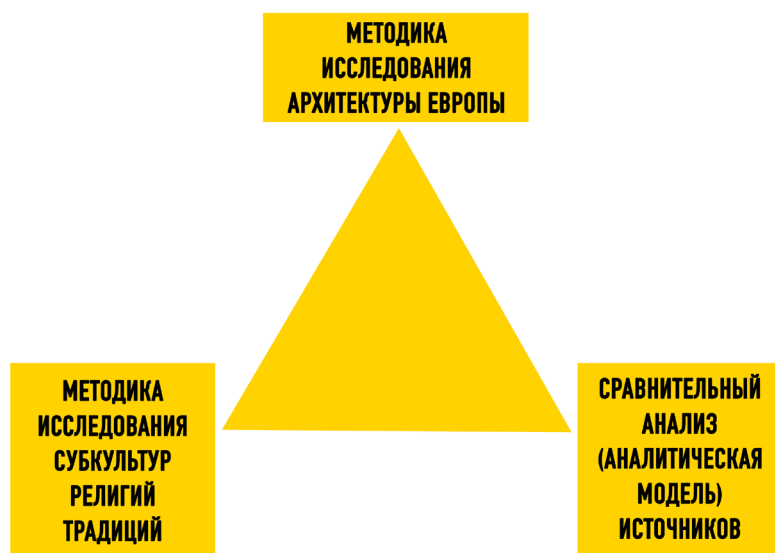 МЕТОДИКА
ИССЛЕДОВАНИЯ
АРХИТЕКТУРЫ ЕВРОПЫ
МЕТОДИКА
ИССЛЕДОВАНИЯ
СУБКУЛЬТУР
РЕЛИГИЙ
ТРАДИЦИЙ
СРАВНИТЕЛЬНЫЙ
АНАЛИЗ
(АНАЛИТИЧЕСКАЯ
МОДЕЛЬ)
ИСТОЧНИКОВ